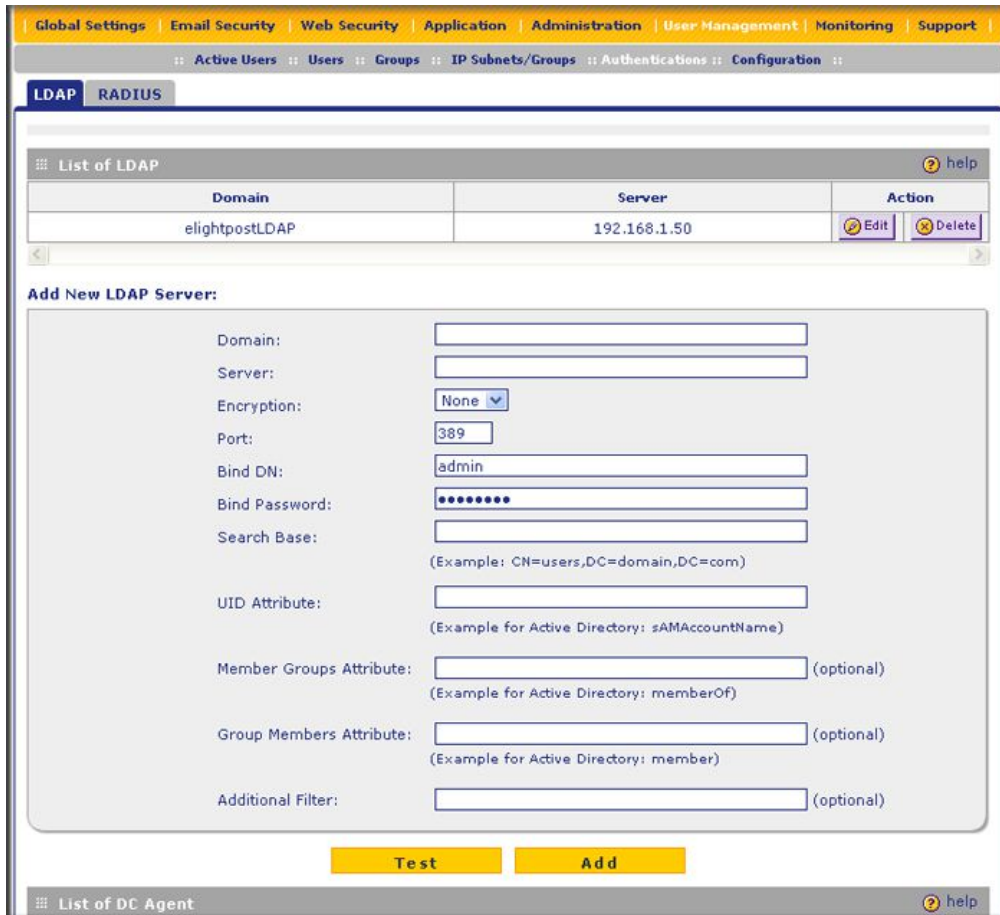 Global Settings | Email Security | Web Security | Application | Administration | User Management | Monitoring | Support
:: Active Users :: Users :: Groups :: IP Subnets/Groups :: Authentications :: Configuration ::
LDAP RADIUS
List of LDAP ? help
Domain Server Action
elightpostLDAP 192.168.1.50 Edit Delete
Add New LDAP Server:
Domain:
Server:
Encryption: None
Port: 389
Bind DN: admin
Bind Password: ••••••••
Search Base:
(Example: CN=users,DC=domain,DC=com)
UID Attribute:
(Example for Active Directory: sAMAccountName)
Member Groups Attribute: (optional)
(Example for Active Directory: memberOf)
Group Members Attribute: (optional)
(Example for Active Directory: member)
Additional Filter: (optional)
Test Add
List of DC Agent ? help